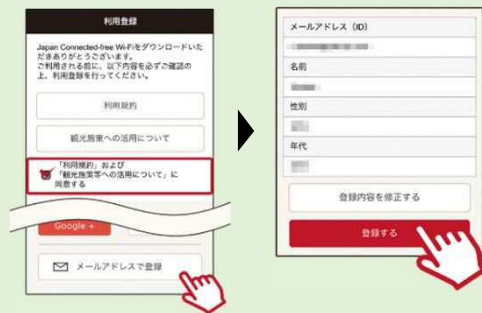 利用登録
Japan Connected-free Wi-Fiをダウンロードいた
だきありがとうございます。
ご利用される前に、以下内容を必ずご確認の
上、利用登録を行ってください。
利用規約
観光施策への活用について
「利用規約」および
「観光施策等への活用について」に
同意する
Google +
メールアドレスで登録
メールアドレス（ID）
名前
性別
年代
登録内容を修正する
登録する